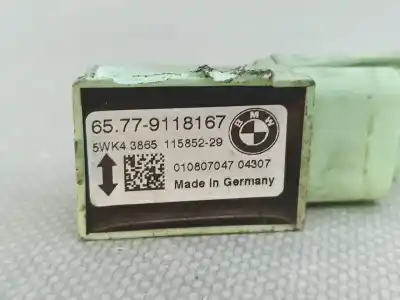 65.77-9118167
BMW
5WK4 3865 115852-29
010807047 04307
Made in Germany